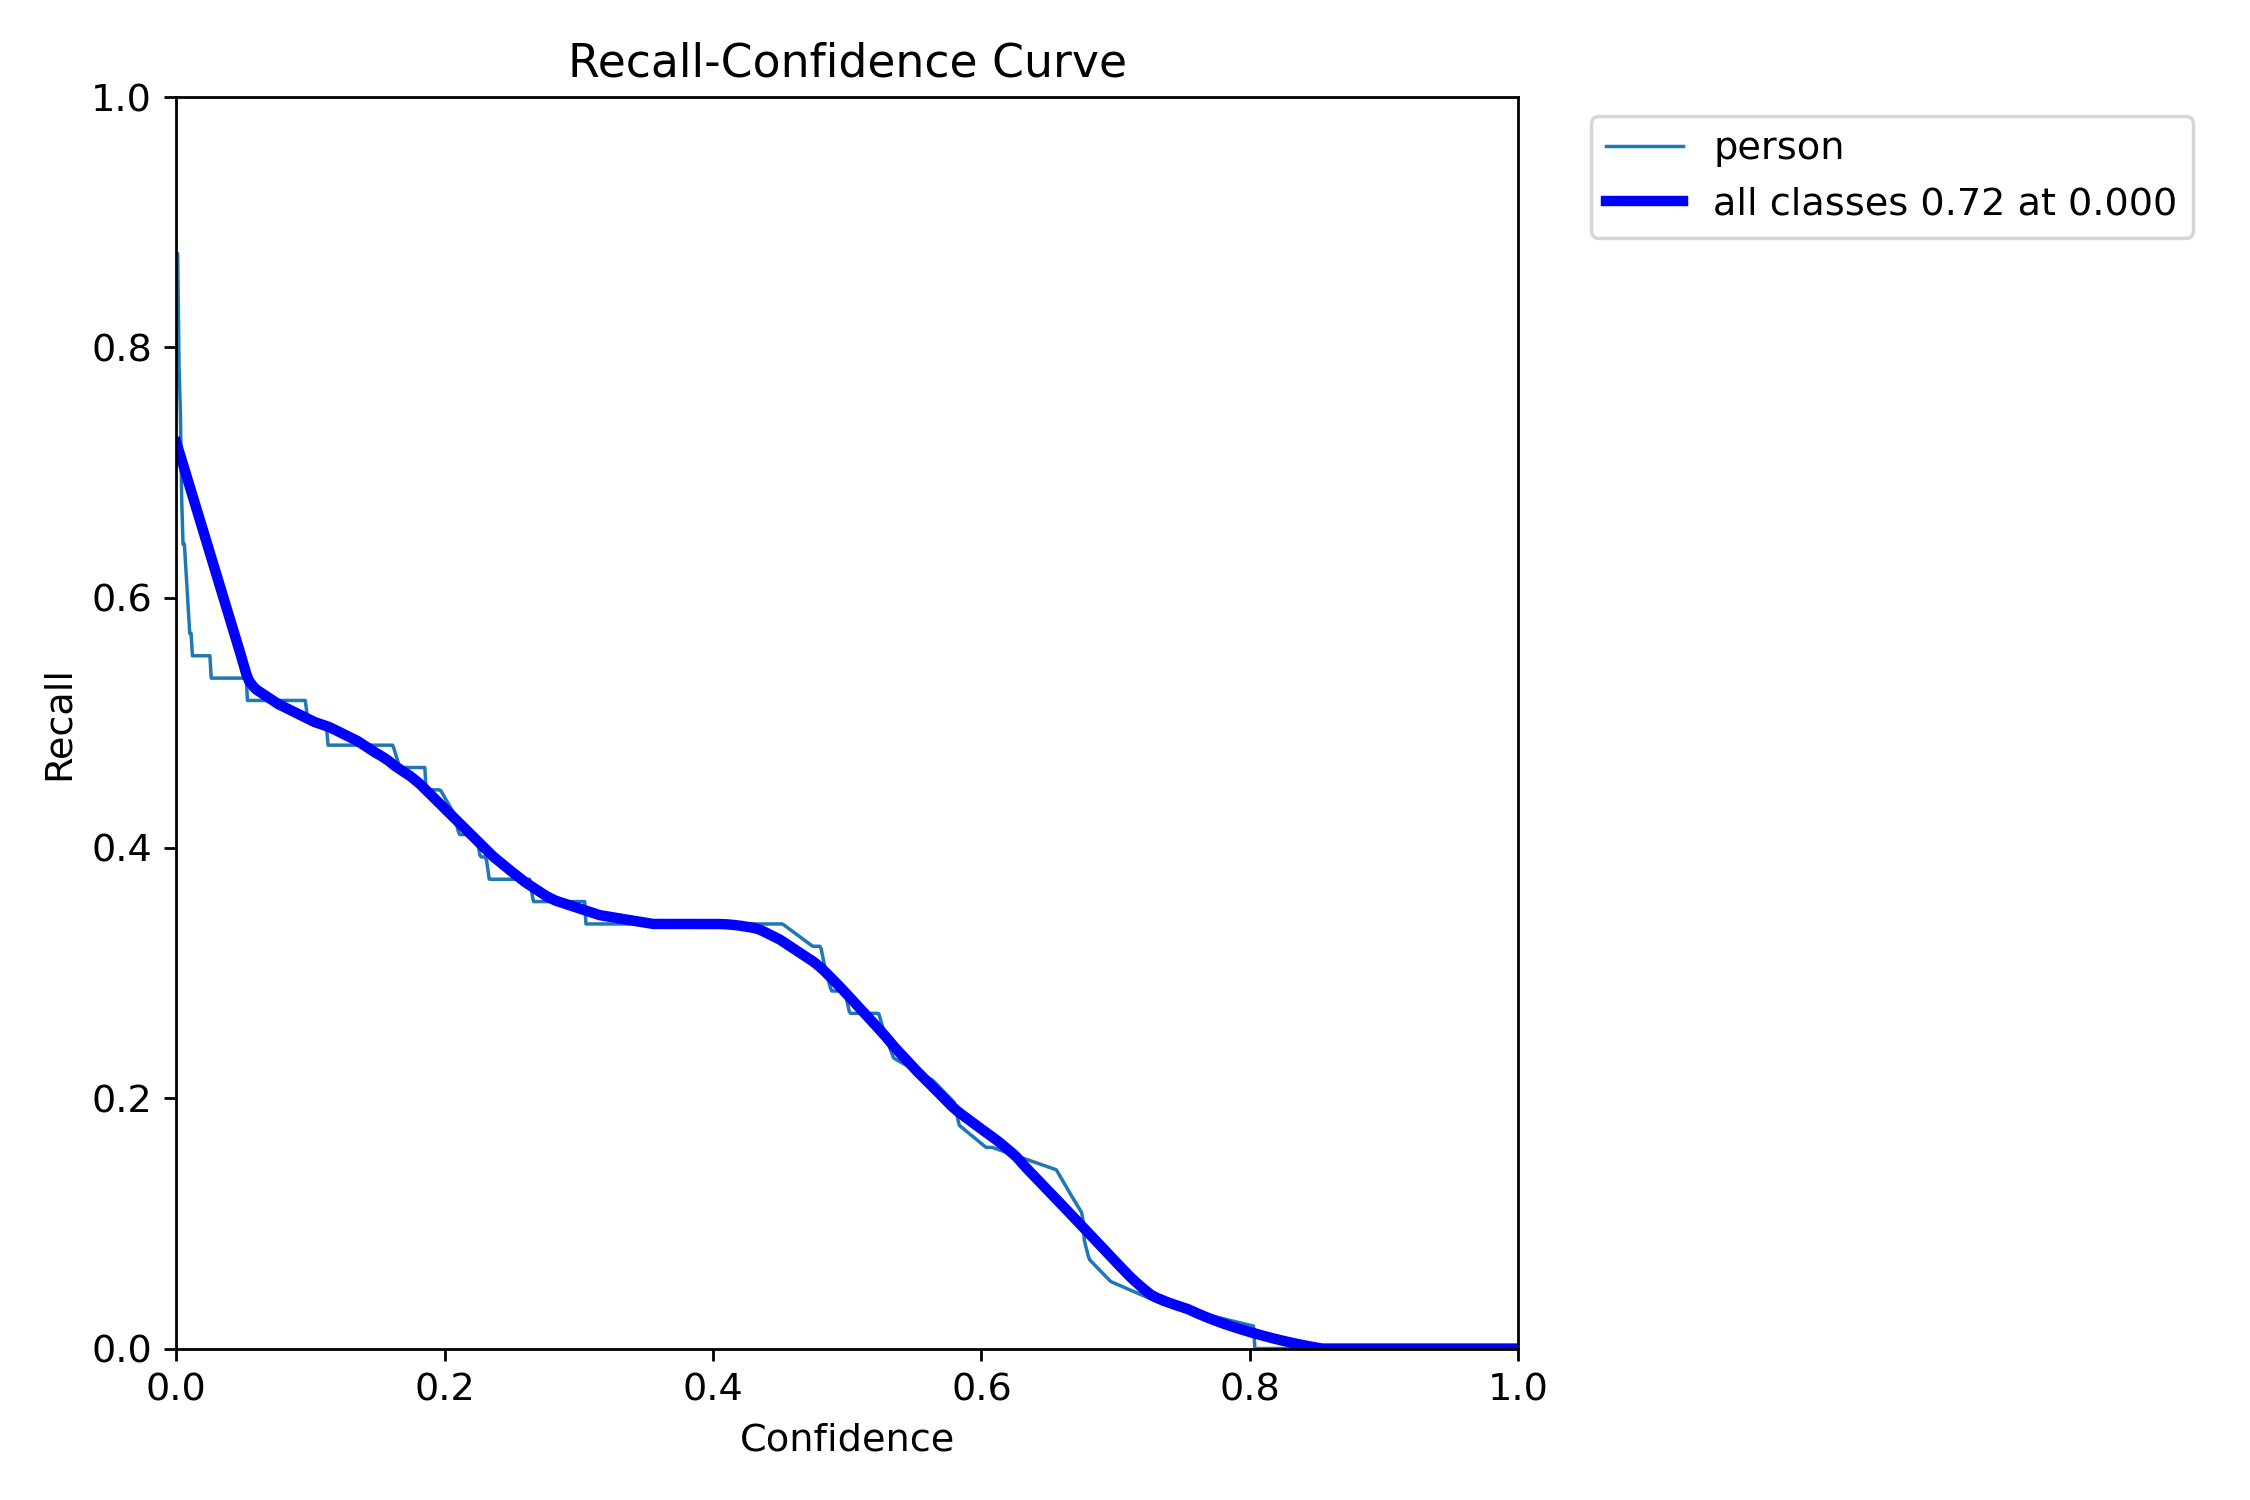 Recall-Confidence Curve
person
all classes 0.72 at 0.000
Recall
1.0
0.8
0.6
0.4
0.2
0.0
0.0 0.2 0.4 0.6 0.8 1.0
Confidence